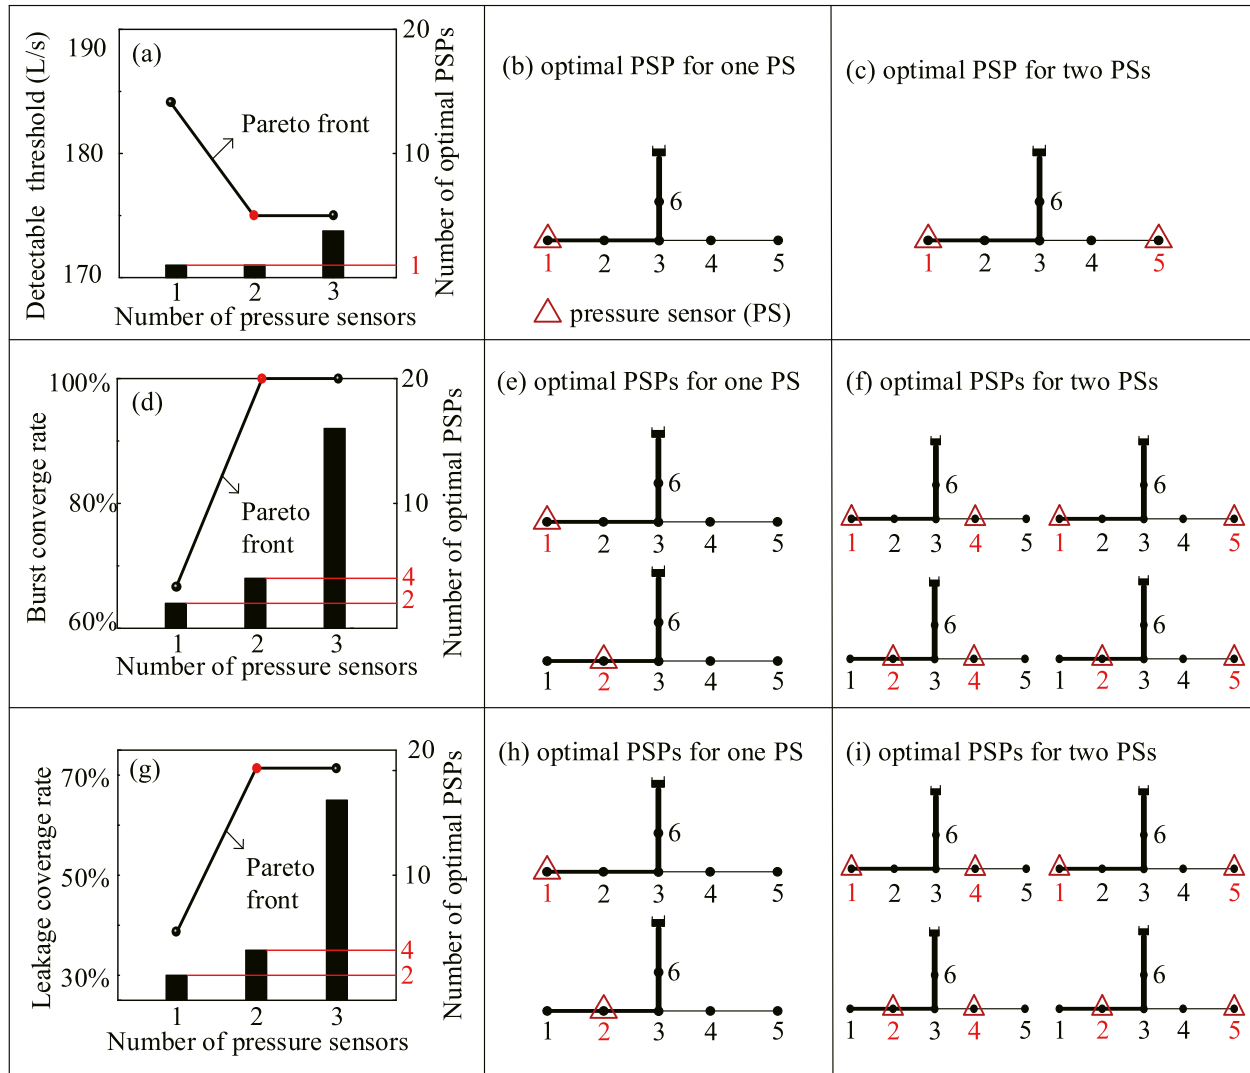 (a)
190
180
170
Detectable threshold (L/s)
Pareto front
20
10
1
Number of optimal PSPs
1 2 3
Number of pressure sensors
(b) optimal PSP for one PS
6
1 2 3 4 5
pressure sensor (PS)
(c) optimal PSP for two PSs
6
1 2 3 4 5
(d)
100%
80%
60%
Burst converge rate
Pareto
front
20
10
4
2
Number of optimal PSPs
1 2 3
Number of pressure sensors
(e) optimal PSPs for one PS
6
1 2 3 4 5
6
1 2 3 4 5
(f) optimal PSPs for two PSs
6
1 2 3 4 5
6
1 2 3 4 5
6
1 2 3 4 5
6
1 2 3 4 5
(g)
70%
50%
30%
Leakage coverage rate
Pareto
front
20
10
4
2
Number of optimal PSPs
1 2 3
Number of pressure sensors
(h) optimal PSPs for one PS
6
1 2 3 4 5
6
1 2 3 4 5
(i) optimal PSPs for two PSs
6
1 2 3 4 5
6
1 2 3 4 5
6
1 2 3 4 5
6
1 2 3 4 5